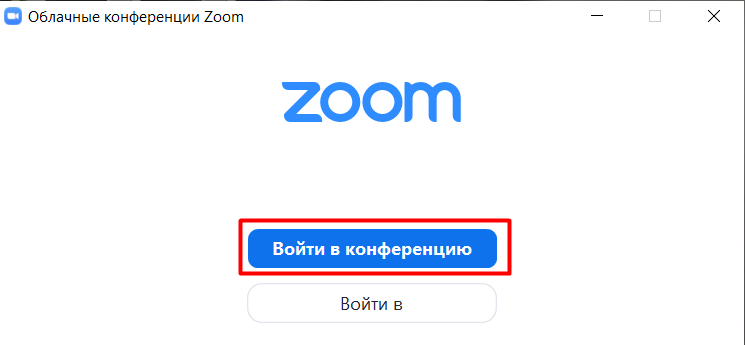 Облачные конференции Zoom
zoom
Войти в конференцию
Войти в